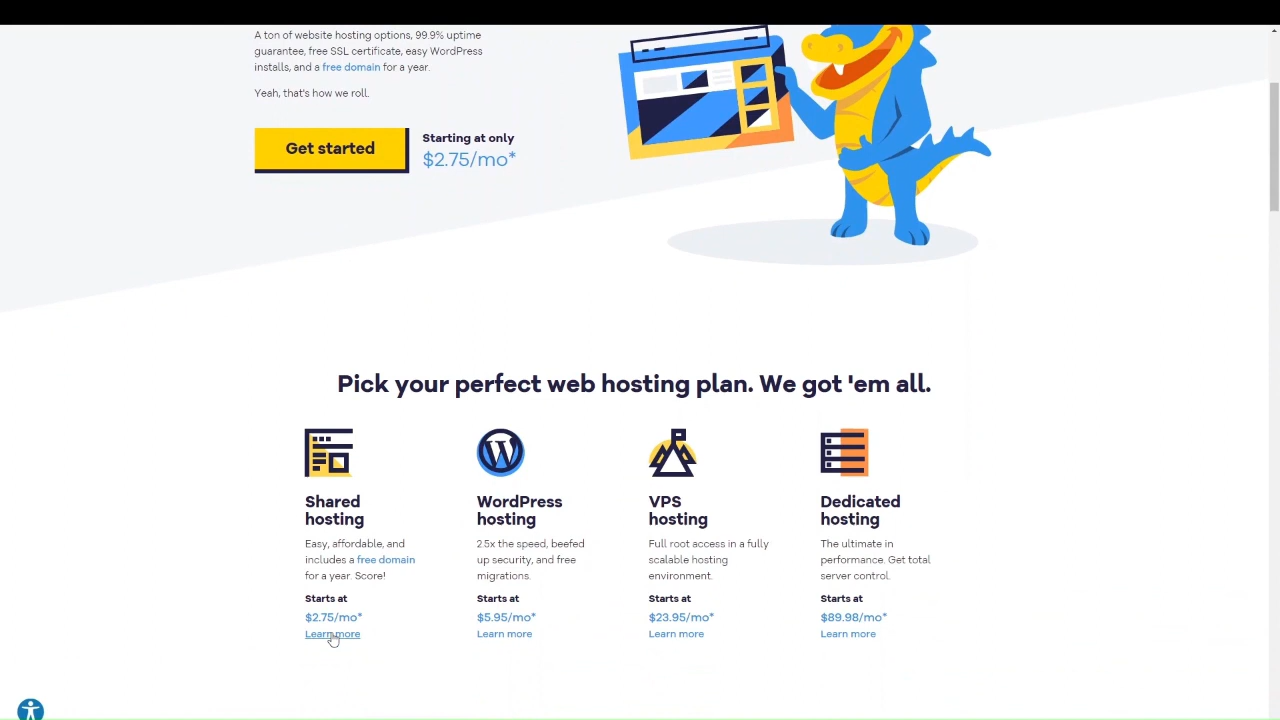 A ton of website hosting options, 99.9% uptime
guarantee, free SSL certificate, easy WordPress
installs, and a free domain for a year.
Yeah, that's how we roll.
Get started
Starting at only
$2.75/mo*
Pick your perfect web hosting plan. We got 'em all.
Shared
hosting
Easy, affordable, and
includes a free domain
for a year. Score!
Starts at
$2.75/mo*
Learn more
WordPress
hosting
2.5x the speed, beefed
up security, and free
migrations.
Starts at
$5.95/mo*
Learn more
VPS
hosting
Full root access in a fully
scalable hosting
environment.
Starts at
$23.95/mo*
Learn more
Dedicated
hosting
The ultimate in
performance. Get total
server control.
Starts at
$89.98/mo*
Learn more